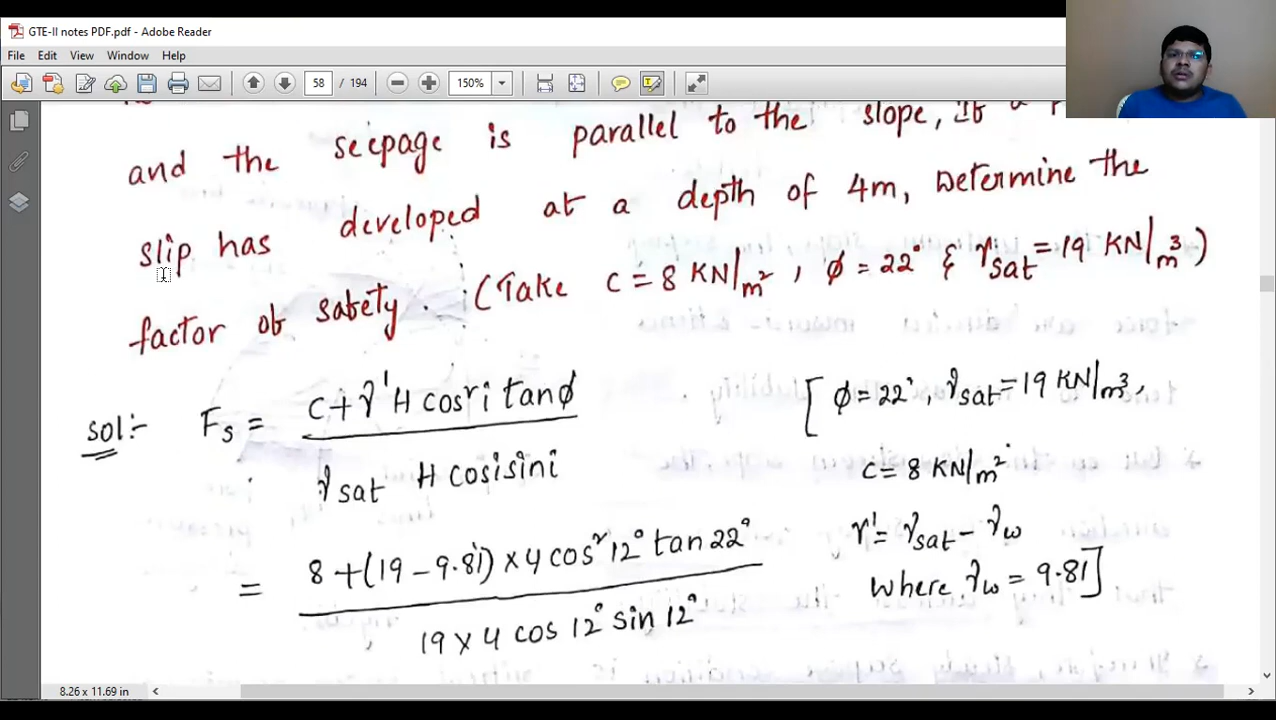 GTE-II notes PDF.pdf - Adobe Reader
File Edit View Window Help
58 / 194 150%
and the seepage is parallel to the slope, If a
slip has developed at a depth of 4m, Determine the
factor of safety. (Take C = 8 KN/m², φ = 22° & γsat = 19 KN/m³)
Sol:- Fs = C + γ' H cos²i tanφ / γsat H cosi sini
[φ = 22°, γsat = 19 KN/m³,
C = 8 KN/m²
γ' = γsat - γw
where γw = 9.81]
= 8 + (19 - 9.81) × 4 cos² 12° tan 22° / 19 × 4 cos 12° sin 12°
8.26 x 11.69 in